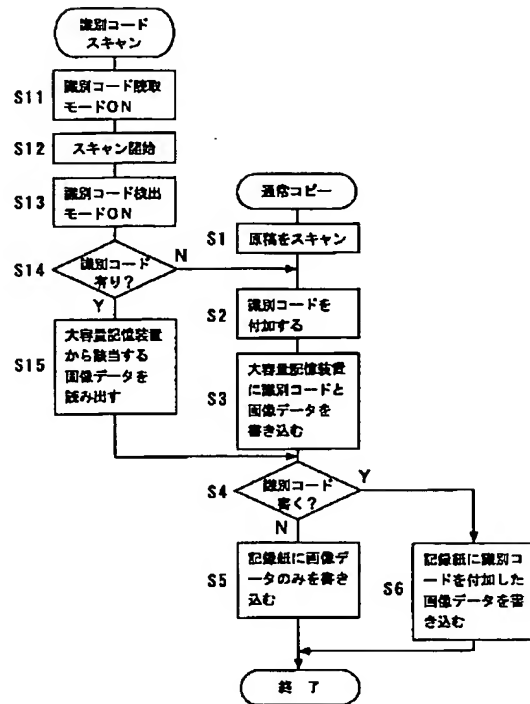 識別コード
スキャン
S11
識別コード読取
モードON
S12
スキャン開始
S13
識別コード検出
モードON
S14
識別コード
有り?
N
Y
S15
大容量記憶装置
から該当する
画像データを
読み出す
通常コピー
S1
原稿をスキャン
S2
識別コードを
付加する
S3
大容量記憶装置
に識別コードと
画像データを
書き込む
S4
識別コード
書く?
Y
N
S5
記録紙に画像デ
ータのみを書き
込む
S6
記録紙に識別コ
ードを付加した
画像データを書
き込む
終了